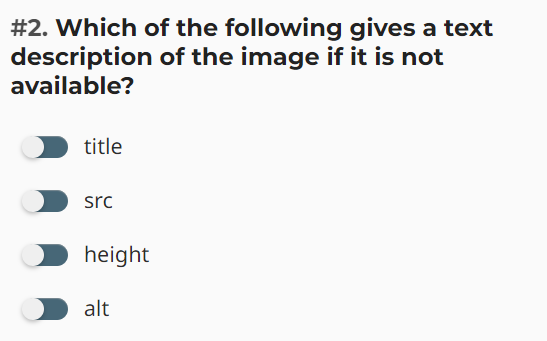 #2. Which of the following gives a text
description of the image if it is not
available?
title
src
height
alt